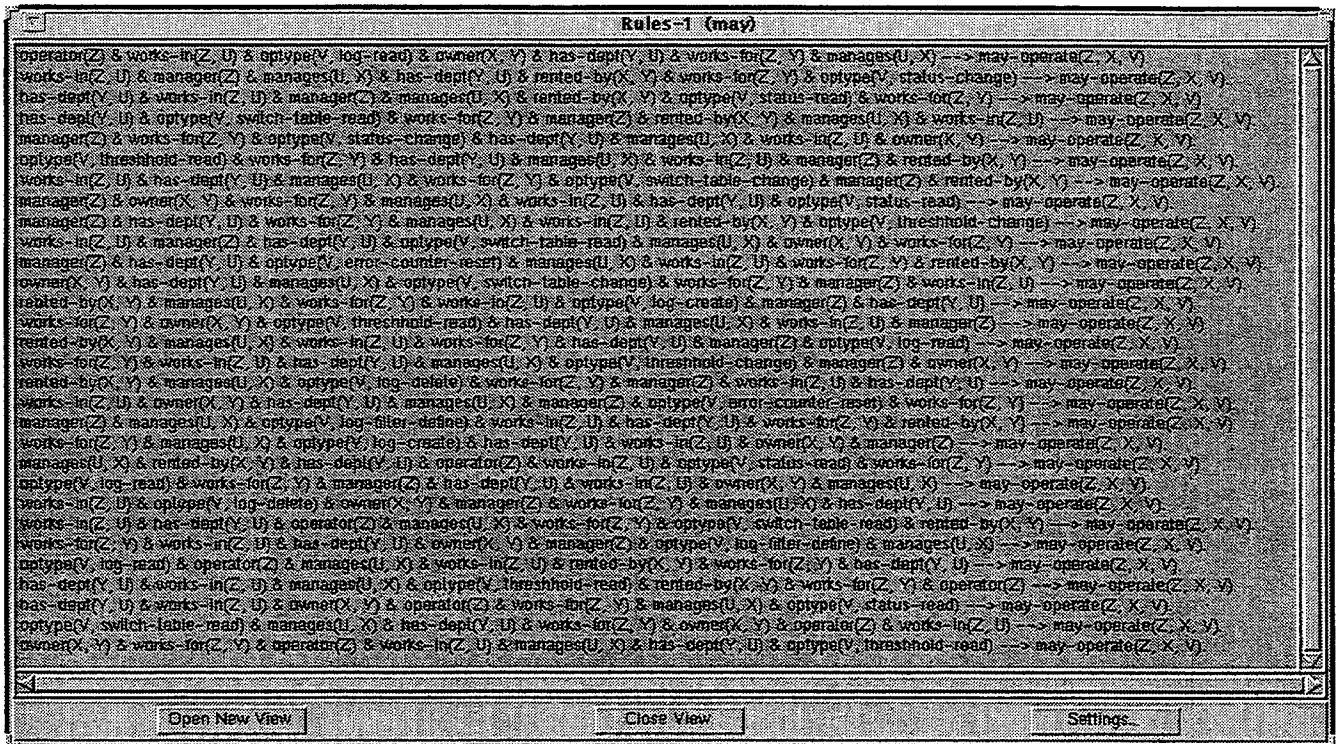 Rules-1 (may)
operator(Z) & works-in(Z, U) & optype(V, log-read) & owner(X, Y) & has-dept(Y, U) & works-for(Z, Y) & manages(U, X) --> may-operate(Z, X, V).
works-in(Z, U) & manager(Z) & manages(U, X) & has-dept(Y, U) & rented-by(X, Y) & works-for(Z, Y) & optype(V, status-change) --> may-operate(Z, X, V).
has-dept(Y, U) & works-in(Z, U) & manager(Z) & manages(U, X) & rented-by(X, Y) & optype(V, status-read) & works-for(Z, Y) --> may-operate(Z, X, V).
has-dept(Y, U) & optype(V, switch-table-read) & works-for(Z, Y) & manager(Z) & rented-by(X, Y) & manages(U, X) & works-in(Z, U) --> may-operate(Z, X, V).
manager(Z) & works-for(Z, Y) & optype(V, status-change) & has-dept(Y, U) & manages(U, X) & works-in(Z, U) & owner(X, Y) --> may-operate(Z, X, V).
optype(V, threshhold-read) & works-for(Z, Y) & has-dept(Y, U) & manages(U, X) & works-in(Z, U) & manager(Z) & rented-by(X, Y) --> may-operate(Z, X, V).
works-in(Z, U) & has-dept(Y, U) & manages(U, X) & works-for(Z, Y) & optype(V, switch-table-change) & manager(Z) & rented-by(X, Y) --> may-operate(Z, X, V).
manager(Z) & owner(X, Y) & works-for(Z, Y) & manages(U, X) & works-in(Z, U) & has-dept(Y, U) & optype(V, status-read) --> may-operate(Z, X, V).
manager(Z) & has-dept(Y, U) & works-for(Z, Y) & manages(U, X) & works-in(Z, U) & rented-by(X, Y) & optype(V, threshhold-change) --> may-operate(Z, X, V).
works-in(Z, U) & manager(Z) & has-dept(Y, U) & optype(V, switch-table-read) & manages(U, X) & owner(X, Y) & works-for(Z, Y) --> may-operate(Z, X, V).
manager(Z) & has-dept(Y, U) & optype(V, error-counter-reset) & manages(U, X) & works-in(Z, U) & works-for(Z, Y) & rented-by(X, Y) --> may-operate(Z, X, V).
owner(X, Y) & has-dept(Y, U) & manages(U, X) & optype(V, switch-table-change) & works-for(Z, Y) & manager(Z) & works-in(Z, U) --> may-operate(Z, X, V).
rented-by(X, Y) & manages(U, X) & works-for(Z, Y) & works-in(Z, U) & optype(V, log-create) & manager(Z) & has-dept(Y, U) --> may-operate(Z, X, V).
works-for(Z, Y) & owner(X, Y) & optype(V, threshhold-read) & has-dept(Y, U) & manages(U, X) & works-in(Z, U) & manager(Z) --> may-operate(Z, X, V).
rented-by(X, Y) & manages(U, X) & works-in(Z, U) & works-for(Z, Y) & has-dept(Y, U) & manager(Z) & optype(V, log-read) --> may-operate(Z, X, V).
works-for(Z, Y) & works-in(Z, U) & has-dept(Y, U) & manages(U, X) & optype(V, threshhold-change) & manager(Z) & owner(X, Y) --> may-operate(Z, X, V).
rented-by(X, Y) & manages(U, X) & optype(V, log-delete) & works-for(Z, Y) & manager(Z) & works-in(Z, U) & has-dept(Y, U) --> may-operate(Z, X, V).
works-in(Z, U) & owner(X, Y) & has-dept(Y, U) & manages(U, X) & manager(Z) & optype(V, error-counter-reset) & works-for(Z, Y) --> may-operate(Z, X, V).
manager(Z) & manages(U, X) & optype(V, log-filter-define) & works-in(Z, U) & has-dept(Y, U) & works-for(Z, Y) & rented-by(X, Y) --> may-operate(Z, X, V).
works-for(Z, Y) & manages(U, X) & optype(V, log-create) & has-dept(Y, U) & works-in(Z, U) & owner(X, Y) & manager(Z) --> may-operate(Z, X, V).
manages(U, X) & rented-by(X, Y) & has-dept(Y, U) & operator(Z) & works-in(Z, U) & optype(V, status-read) & works-for(Z, Y) --> may-operate(Z, X, V).
optype(V, log-read) & works-for(Z, Y) & manager(Z) & has-dept(Y, U) & works-in(Z, U) & owner(X, Y) & manages(U, X) --> may-operate(Z, X, V).
works-in(Z, U) & optype(V, log-delete) & owner(X, Y) & manager(Z) & works-for(Z, Y) & manages(U, X) & has-dept(Y, U) --> may-operate(Z, X, V).
works-in(Z, U) & has-dept(Y, U) & operator(Z) & manages(U, X) & works-for(Z, Y) & optype(V, switch-table-read) & rented-by(X, Y) --> may-operate(Z, X, V).
works-for(Z, Y) & works-in(Z, U) & has-dept(Y, U) & owner(X, Y) & manager(Z) & optype(V, log-filter-define) & manages(U, X) --> may-operate(Z, X, V).
optype(V, log-read) & operator(Z) & manages(U, X) & works-in(Z, U) & rented-by(X, Y) & works-for(Z, Y) & has-dept(Y, U) --> may-operate(Z, X, V).
has-dept(Y, U) & works-in(Z, U) & manages(U, X) & optype(V, threshhold-read) & rented-by(X, Y) & works-for(Z, Y) & operator(Z) --> may-operate(Z, X, V).
has-dept(Y, U) & works-in(Z, U) & owner(X, Y) & operator(Z) & works-for(Z, Y) & manages(U, X) & optype(V, status-read) --> may-operate(Z, X, V).
optype(V, switch-table-read) & manages(U, X) & has-dept(Y, U) & works-for(Z, Y) & owner(X, Y) & operator(Z) & works-in(Z, U) --> may-operate(Z, X, V).
owner(X, Y) & works-for(Z, Y) & operator(Z) & works-in(Z, U) & manages(U, X) & has-dept(Y, U) & optype(V, threshhold-read) --> may-operate(Z, X, V).
Open New View Close View Settings...